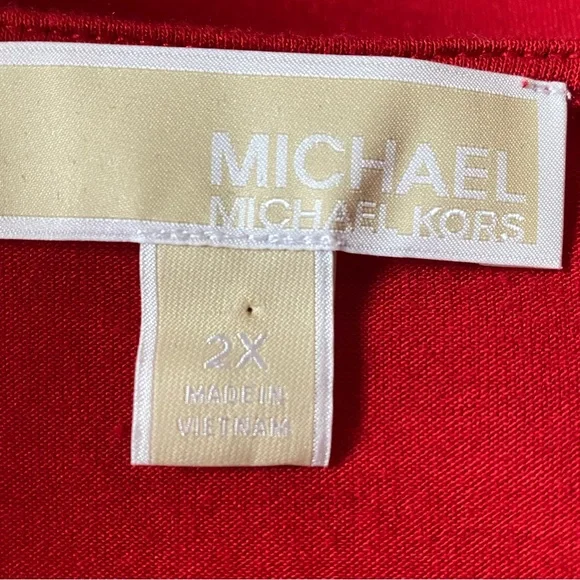 MICHAEL
MICHAEL KORS
2X
MADE IN
VIETNAM